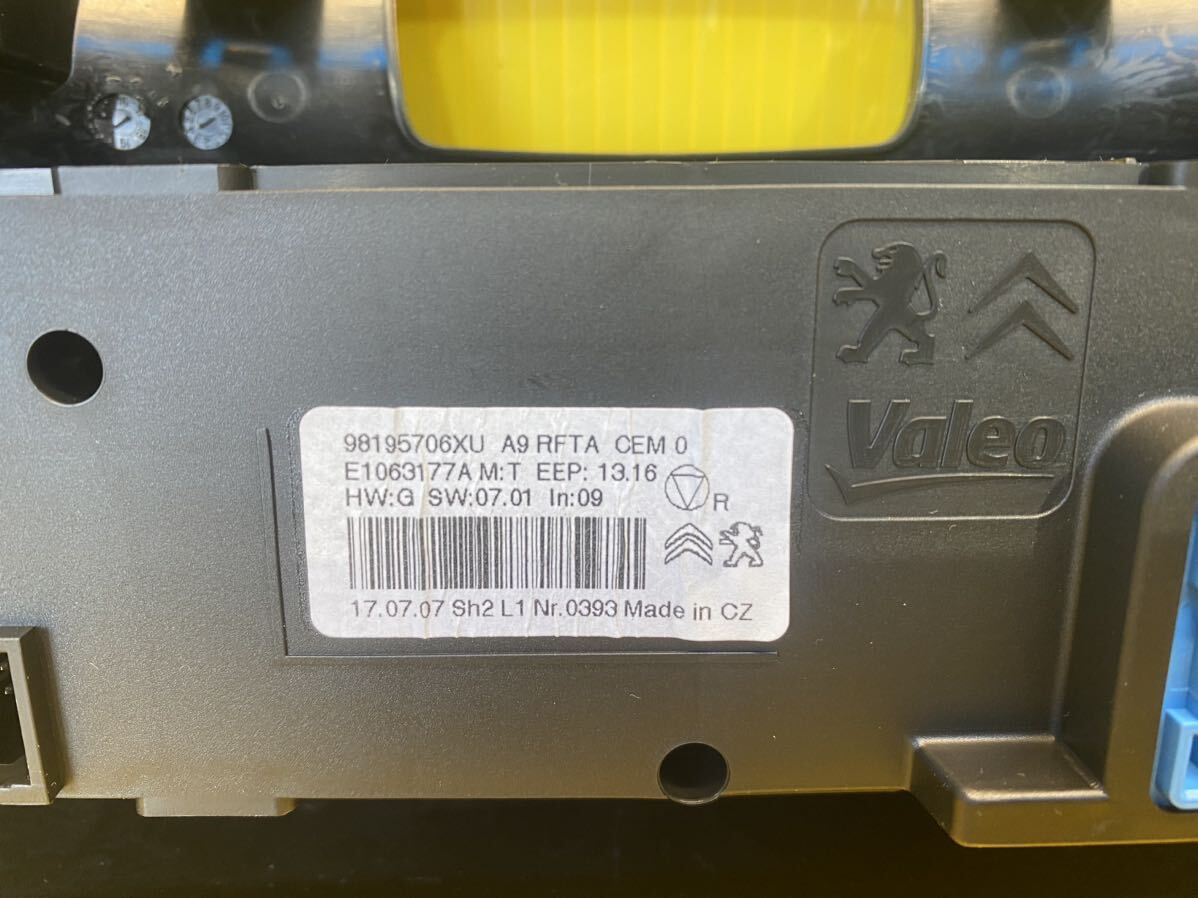 Valeo
98195706XU A9 RFTA CEM 0
E1063177A M:T EEP: 13.16
HW:G SW:07.01 In:09
R
17.07.07 Sh2 L1 Nr.0393 Made in CZ